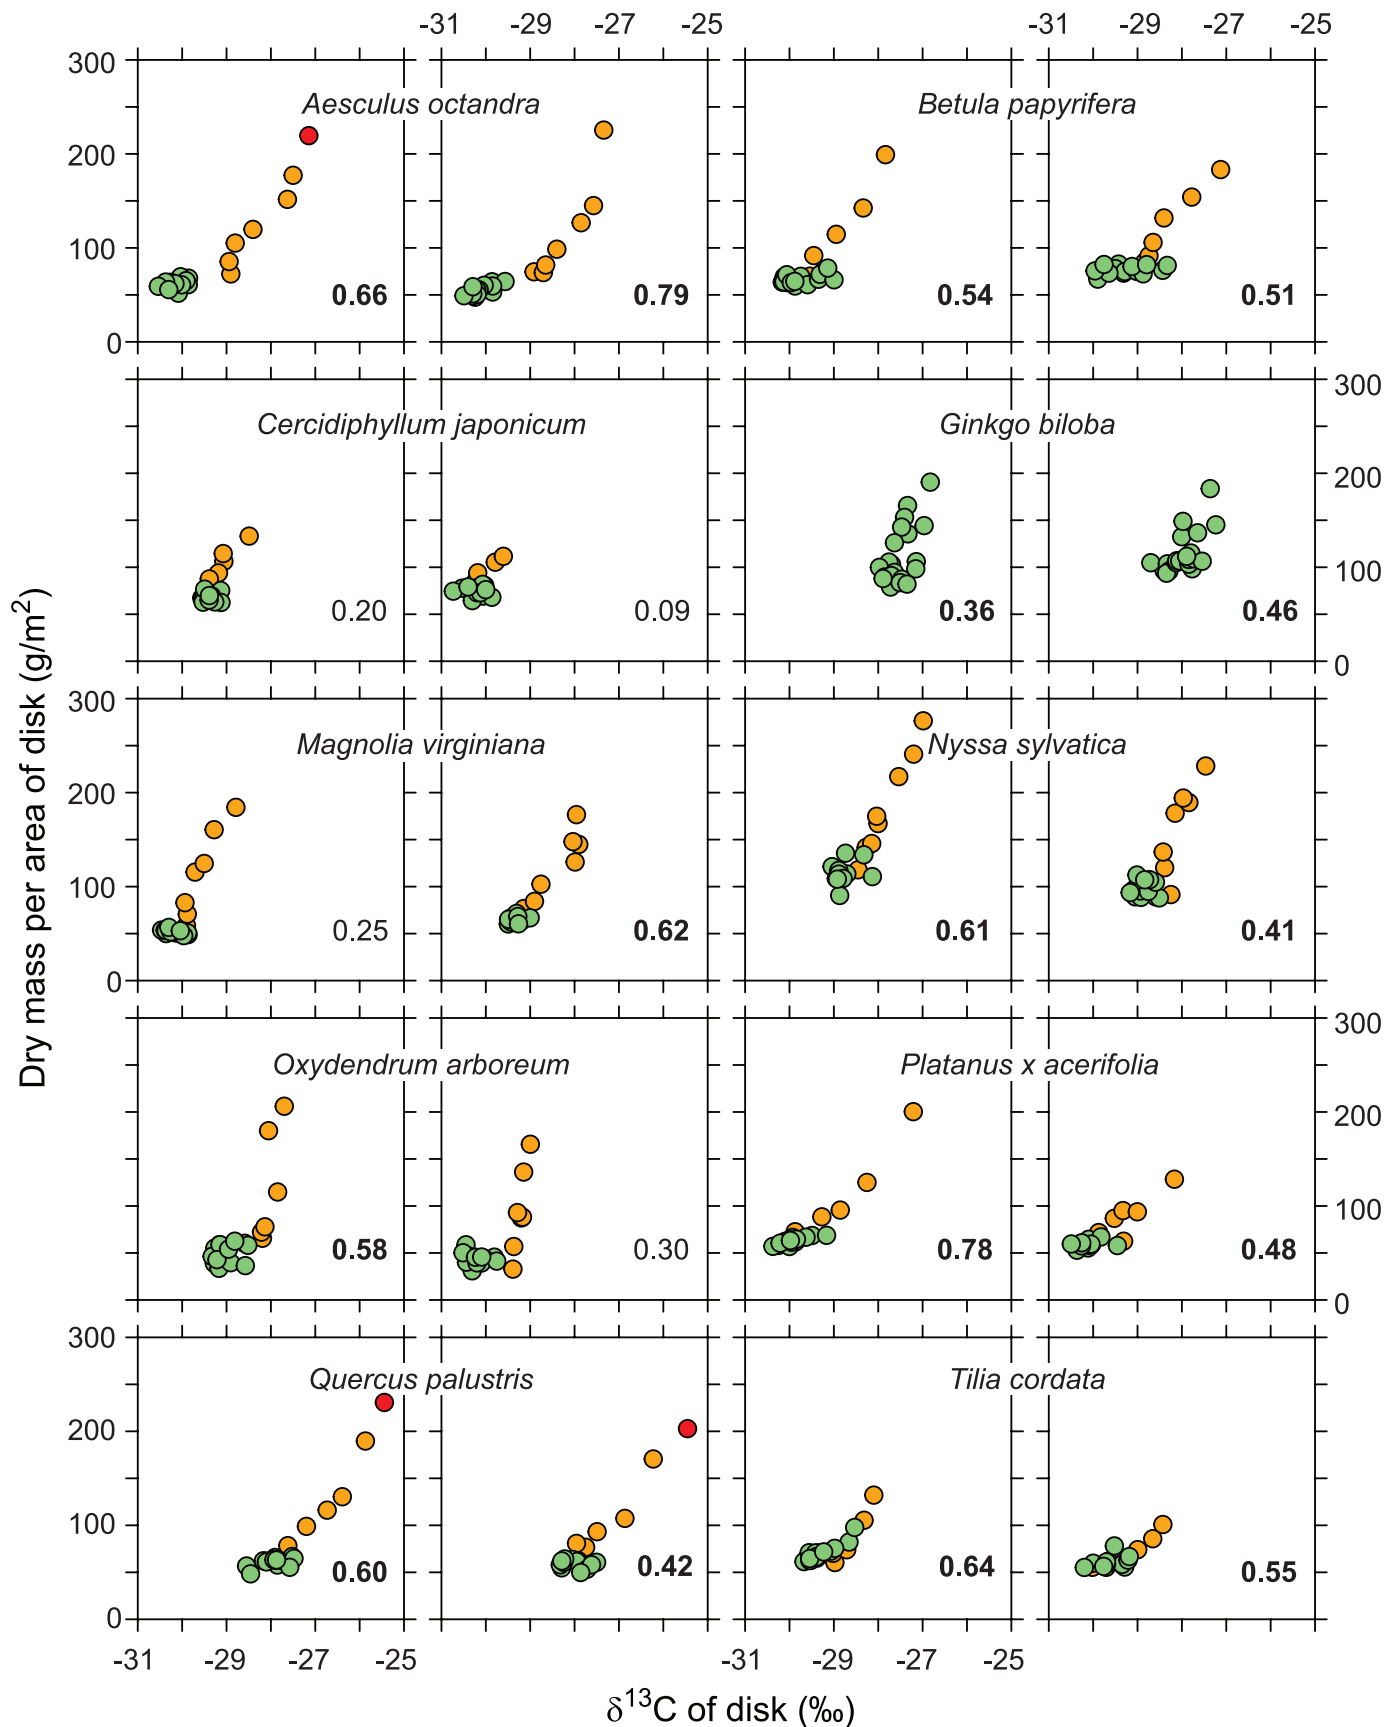 -31 -29 -27 -25 -31 -29 -27 -25
300
Aesculus octandra Betula papyrifera
200
100
0.66 0.79 0.54 0.51
0
300
Cercidiphyllum japonicum Ginkgo biloba
200
100
0.20 0.09 0.36 0.46
0
Dry mass per area of disk (g/m²)
300
Magnolia virginiana Nyssa sylvatica
200
100
0.25 0.62 0.61 0.41
0
300
Oxydendrum arboreum Platanus x acerifolia
200
100
0.58 0.30 0.78 0.48
0
300
Quercus palustris Tilia cordata
200
100
0.60 0.42 0.64 0.55
0
-31 -29 -27 -25 -31 -29 -27 -25
δ¹³C of disk (‰)